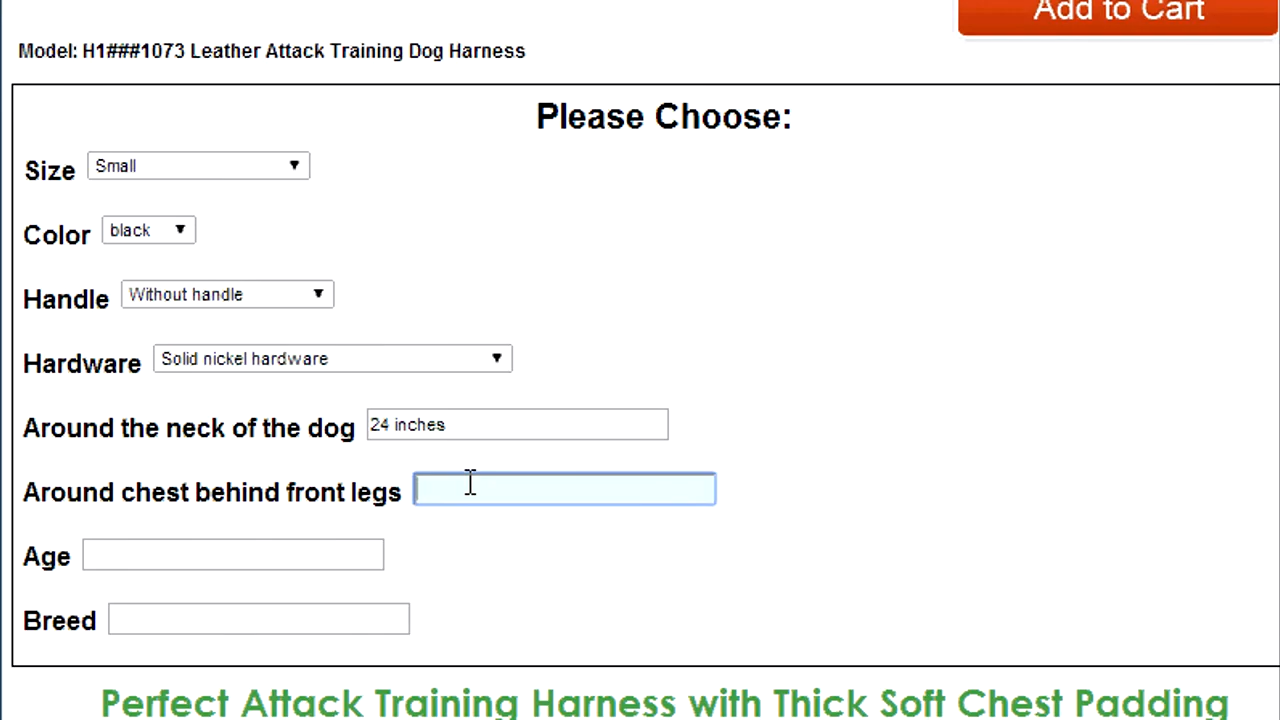 Add to Cart
Model: H1###1073 Leather Attack Training Dog Harness
Please Choose:
Size Small
Color black
Handle Without handle
Hardware Solid nickel hardware
Around the neck of the dog 24 inches
Around chest behind front legs
Age
Breed
Perfect Attack Training Harness with Thick Soft Chest Padding